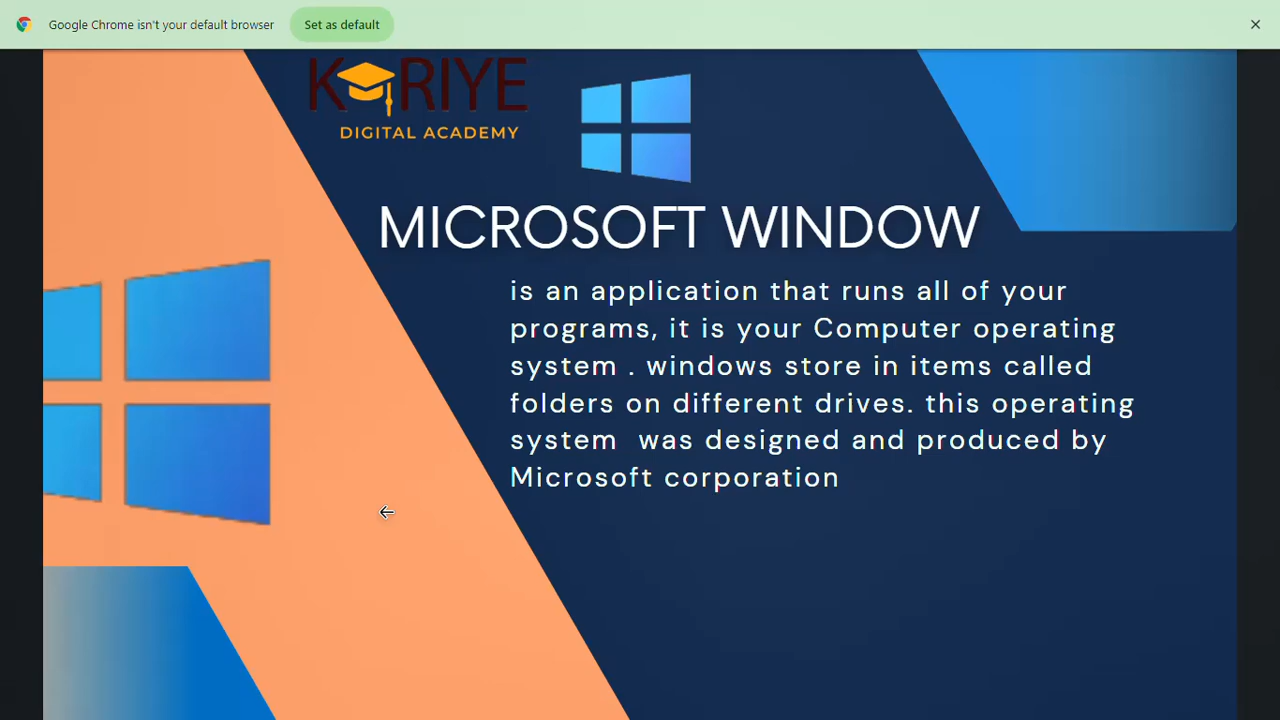 Google Chrome isn't your default browser
Set as default
K RIYE
DIGITAL ACADEMY
MICROSOFT WINDOW
is an application that runs all of your
programs, it is your Computer operating
system . windows store in items called
folders on different drives. this operating
system was designed and produced by
Microsoft corporation